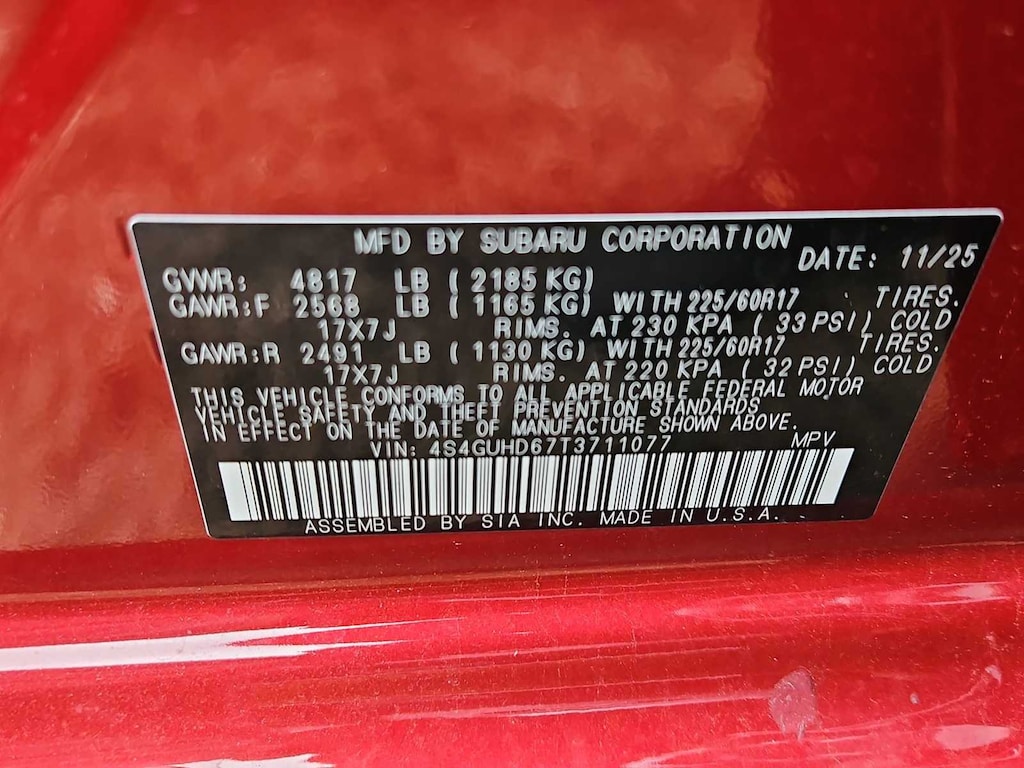 MFD BY SUBARU CORPORATION
DATE: 11/25
GVWR: 4817 LB (2185 KG)
GAWR:F 2568 LB (1165 KG) WITH 225/60R17 TIRES.
17X7J RIMS. AT 230 KPA (33 PSI) COLD
GAWR:R 2491 LB (1130 KG) WITH 225/60R17 TIRES.
17X7J RIMS. AT 220 KPA (32 PSI) COLD
THIS VEHICLE CONFORMS TO ALL APPLICABLE FEDERAL MOTOR
VEHICLE SAFETY AND THEFT PREVENTION STANDARDS
IN EFFECT ON THE DATE OF MANUFACTURE SHOWN ABOVE.
VIN: 4S4GUHD67T3711077 MPV
ASSEMBLED BY SIA INC. MADE IN U.S.A.